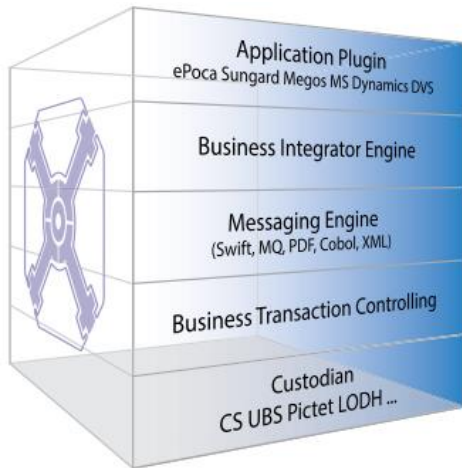 Application Plugin
ePoca Sungard Megos MS Dynamics DVS
Business Integrator Engine
Messaging Engine
(Swift, MQ, PDF, Cobol, XML)
Business Transaction Controlling
Custodian
CS UBS Pictet LODH ...